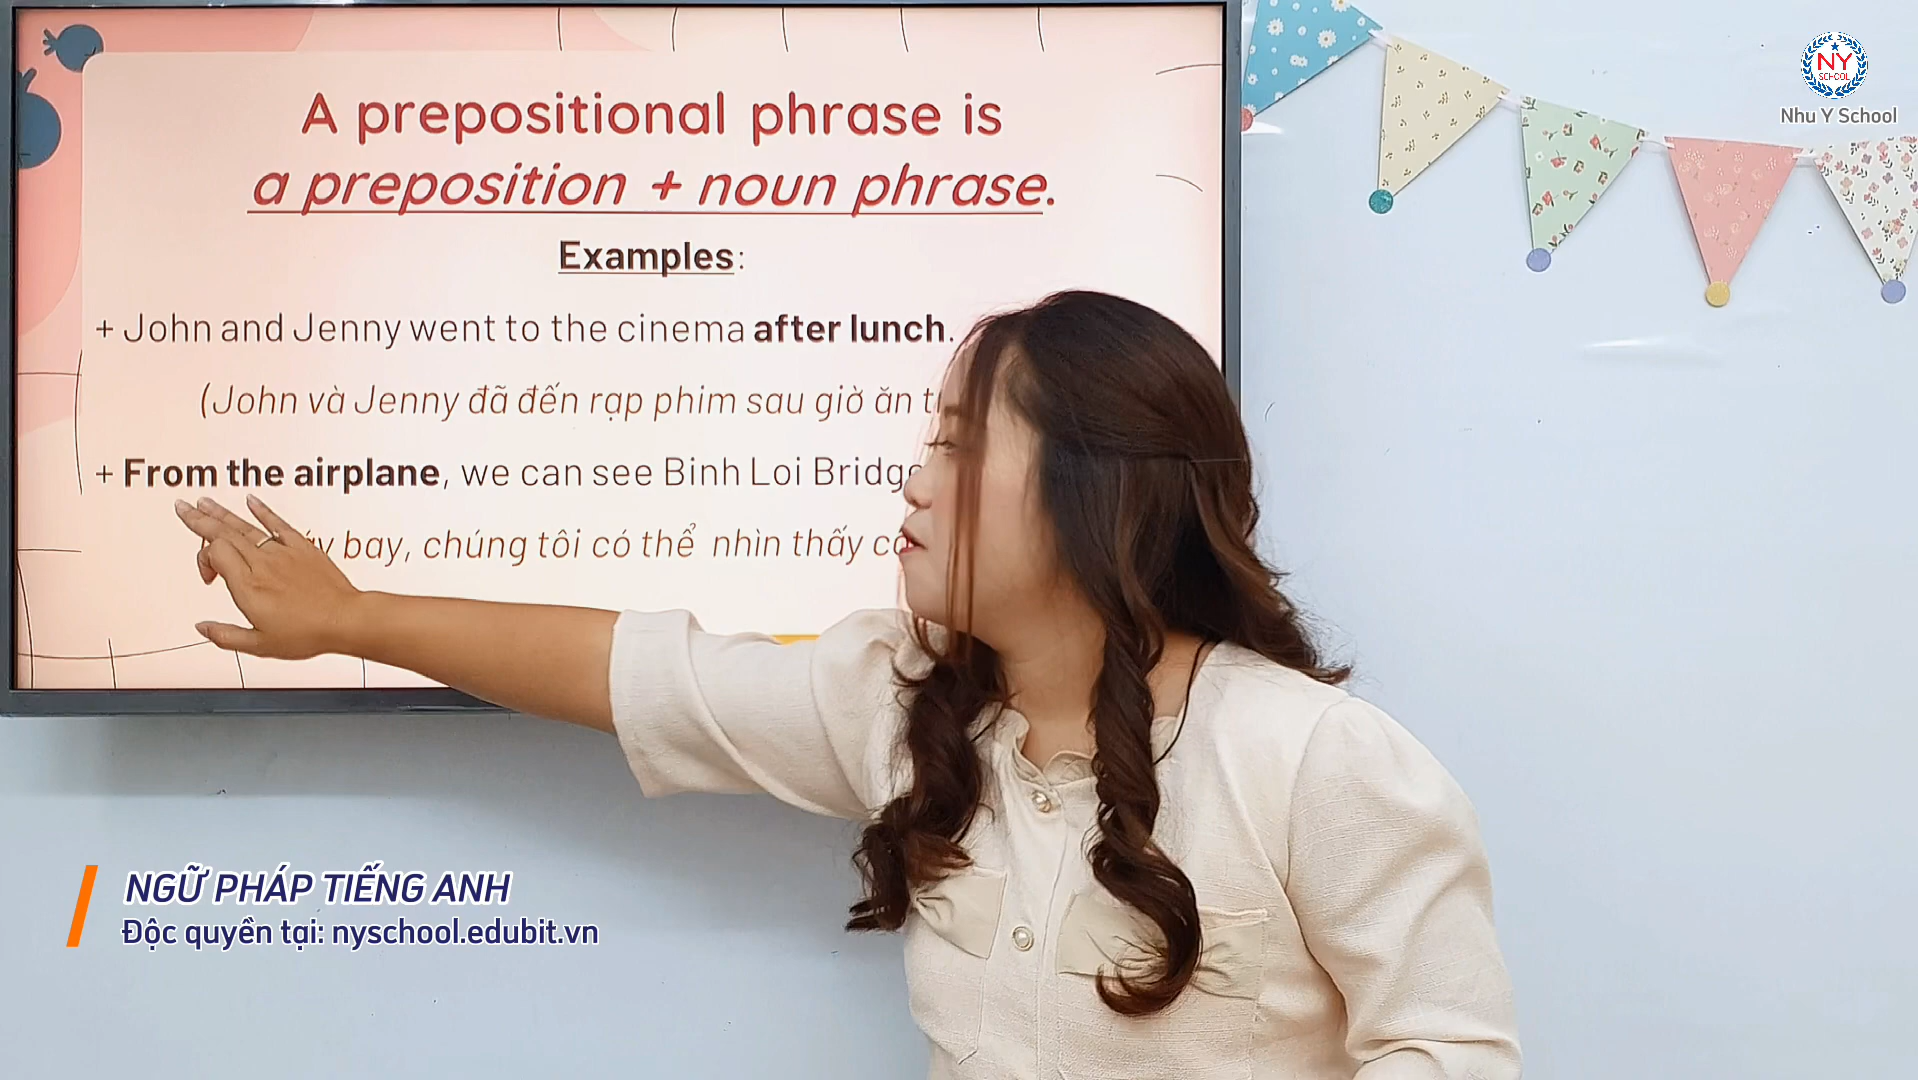 A prepositional phrase is
a preposition + noun phrase.
Examples:
+ John and Jenny went to the cinema after lunch.
(John và Jenny đã đến rạp phim sau giờ ăn
+ From the airplane, we can see Binh Loi
bay, chúng tôi có thể nhìn thấy
NY
SCHOOL
Nhu Y School
NGỮ PHÁP TIẾNG ANH
Độc quyền tại: nyschool.edubit.vn